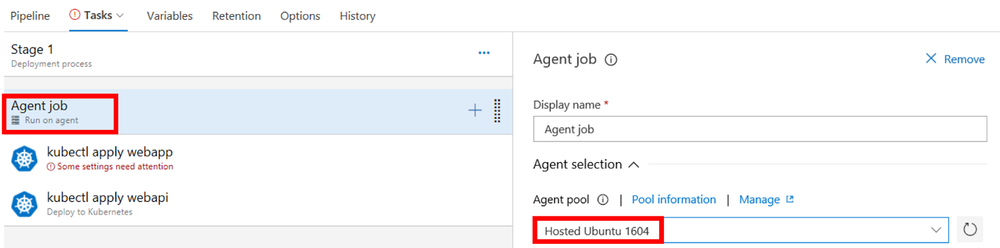 Pipeline Tasks Variables Retention Options History
Stage 1
Deployment process
Agent job
Run on agent
kubectl apply webapp
Some settings need attention
kubectl apply webapi
Deploy to Kubernetes
Agent job
Remove
Display name *
Agent job
Agent selection
Agent pool | Pool information | Manage
Hosted Ubuntu 1604